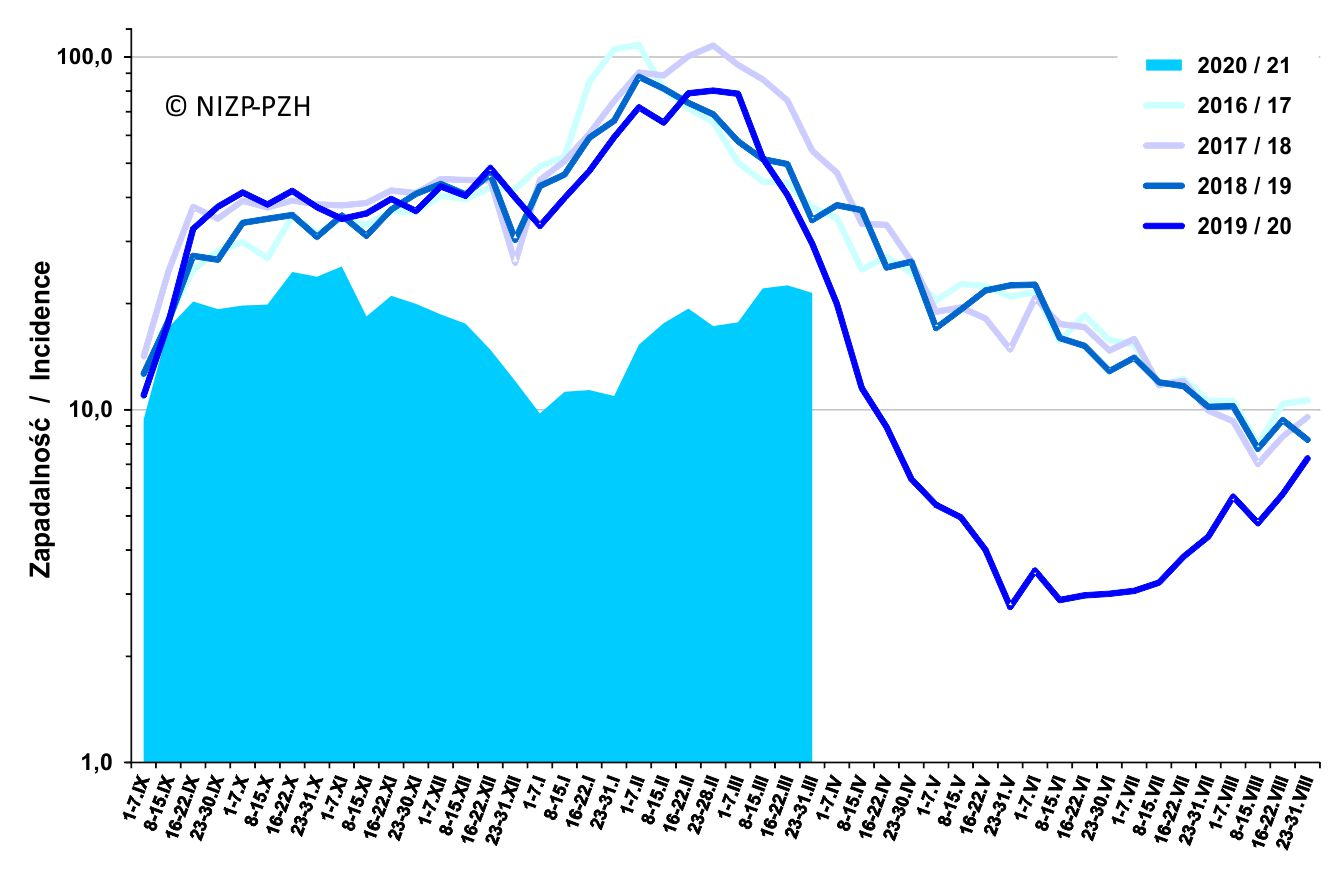 100,0
10,0
1,0
Zapadalność / Incidence
© NIZP-PZH
2020 / 21
2016 / 17
2017 / 18
2018 / 19
2019 / 20
1-7.IX
8-15.IX
16-22.IX
23-30.IX
1-7.X
8-15.X
16-22.X
23-31.X
1-7.XI
8-15.XI
16-22.XI
23-30.XI
1-7.XII
8-15.XII
16-22.XII
23-31.XII
1-7.I
8-15.I
16-22.I
23-31.I
1-7.II
8-15.II
16-22.II
23-28.II
1-7.III
8-15.III
16-22.III
23-31.III
1-7.IV
8-15.IV
16-22.IV
23-30.IV
1-7.V
8-15.V
16-22.V
23-31.V
1-7.VI
8-15.VI
16-22.VI
23-30.VI
1-7.VII
8-15.VII
16-22.VII
23-31.VII
1-7.VIII
8-15.VIII
16-22.VIII
23-31.VIII